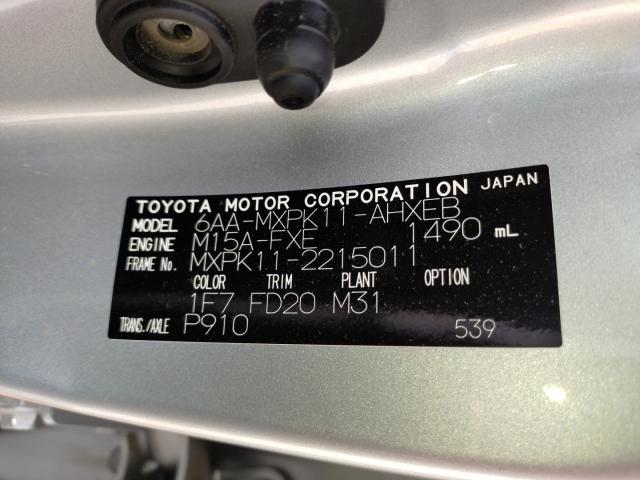 TOYOTA MOTOR CORPORATION JAPAN
MODEL 6AA-MXPK11-AHXEB
ENGINE M15A-FXE 1490 mL
FRAME No. MXPK11-2215011
COLOR TRIM PLANT OPTION
1F7 FD20 M31
TRANS./AXLE P910 539